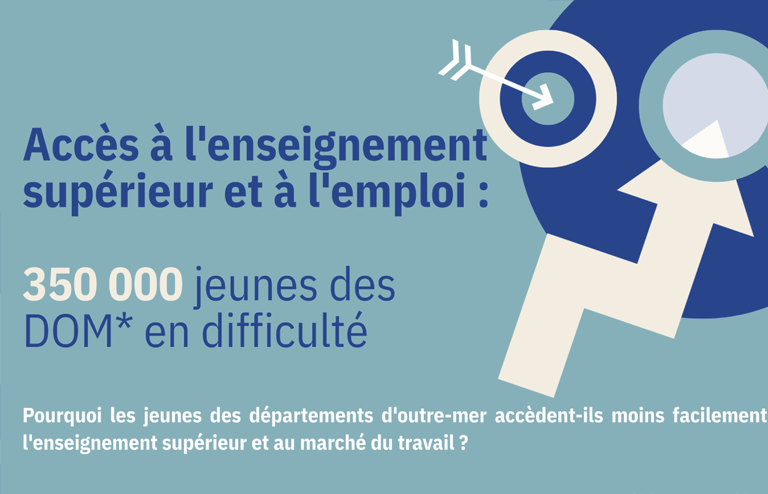 Accès à l'enseignement
supérieur et à l'emploi :
350 000 jeunes des
DOM* en difficulté
Pourquoi les jeunes des départements d'outre-mer accèdent-ils moins facilement
l'enseignement supérieur et au marché du travail ?